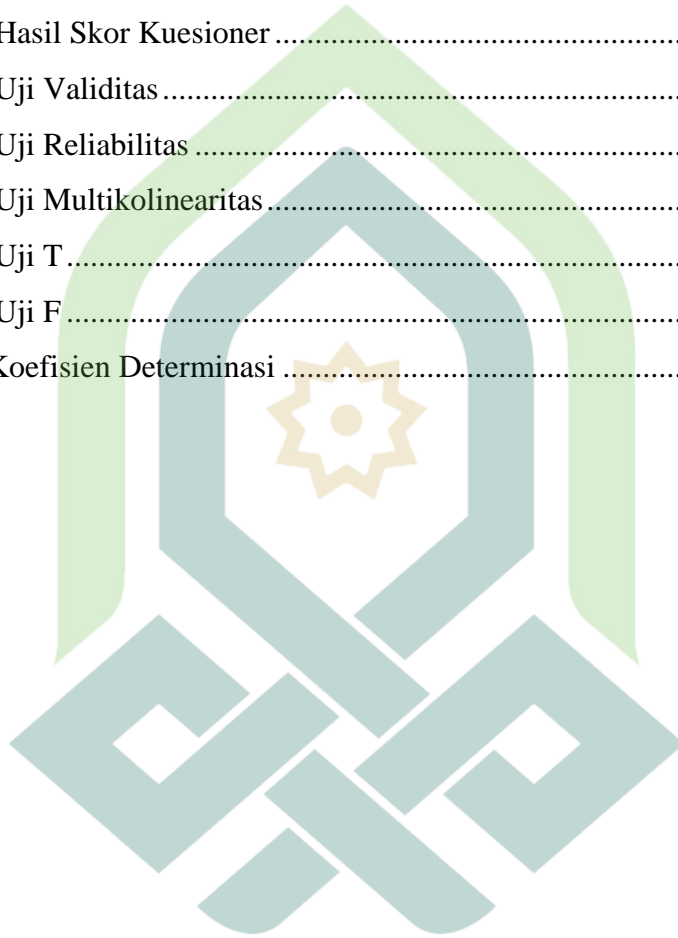 Hasil Skor Kuesioner ...............................................................
Uji Validitas ...............................................................
Uji Reliabilitas ...............................................................
Uji Multikolinearitas ...............................................................
Uji T ...............................................................
Uji F ...............................................................
Koefisien Determinasi ...............................................................